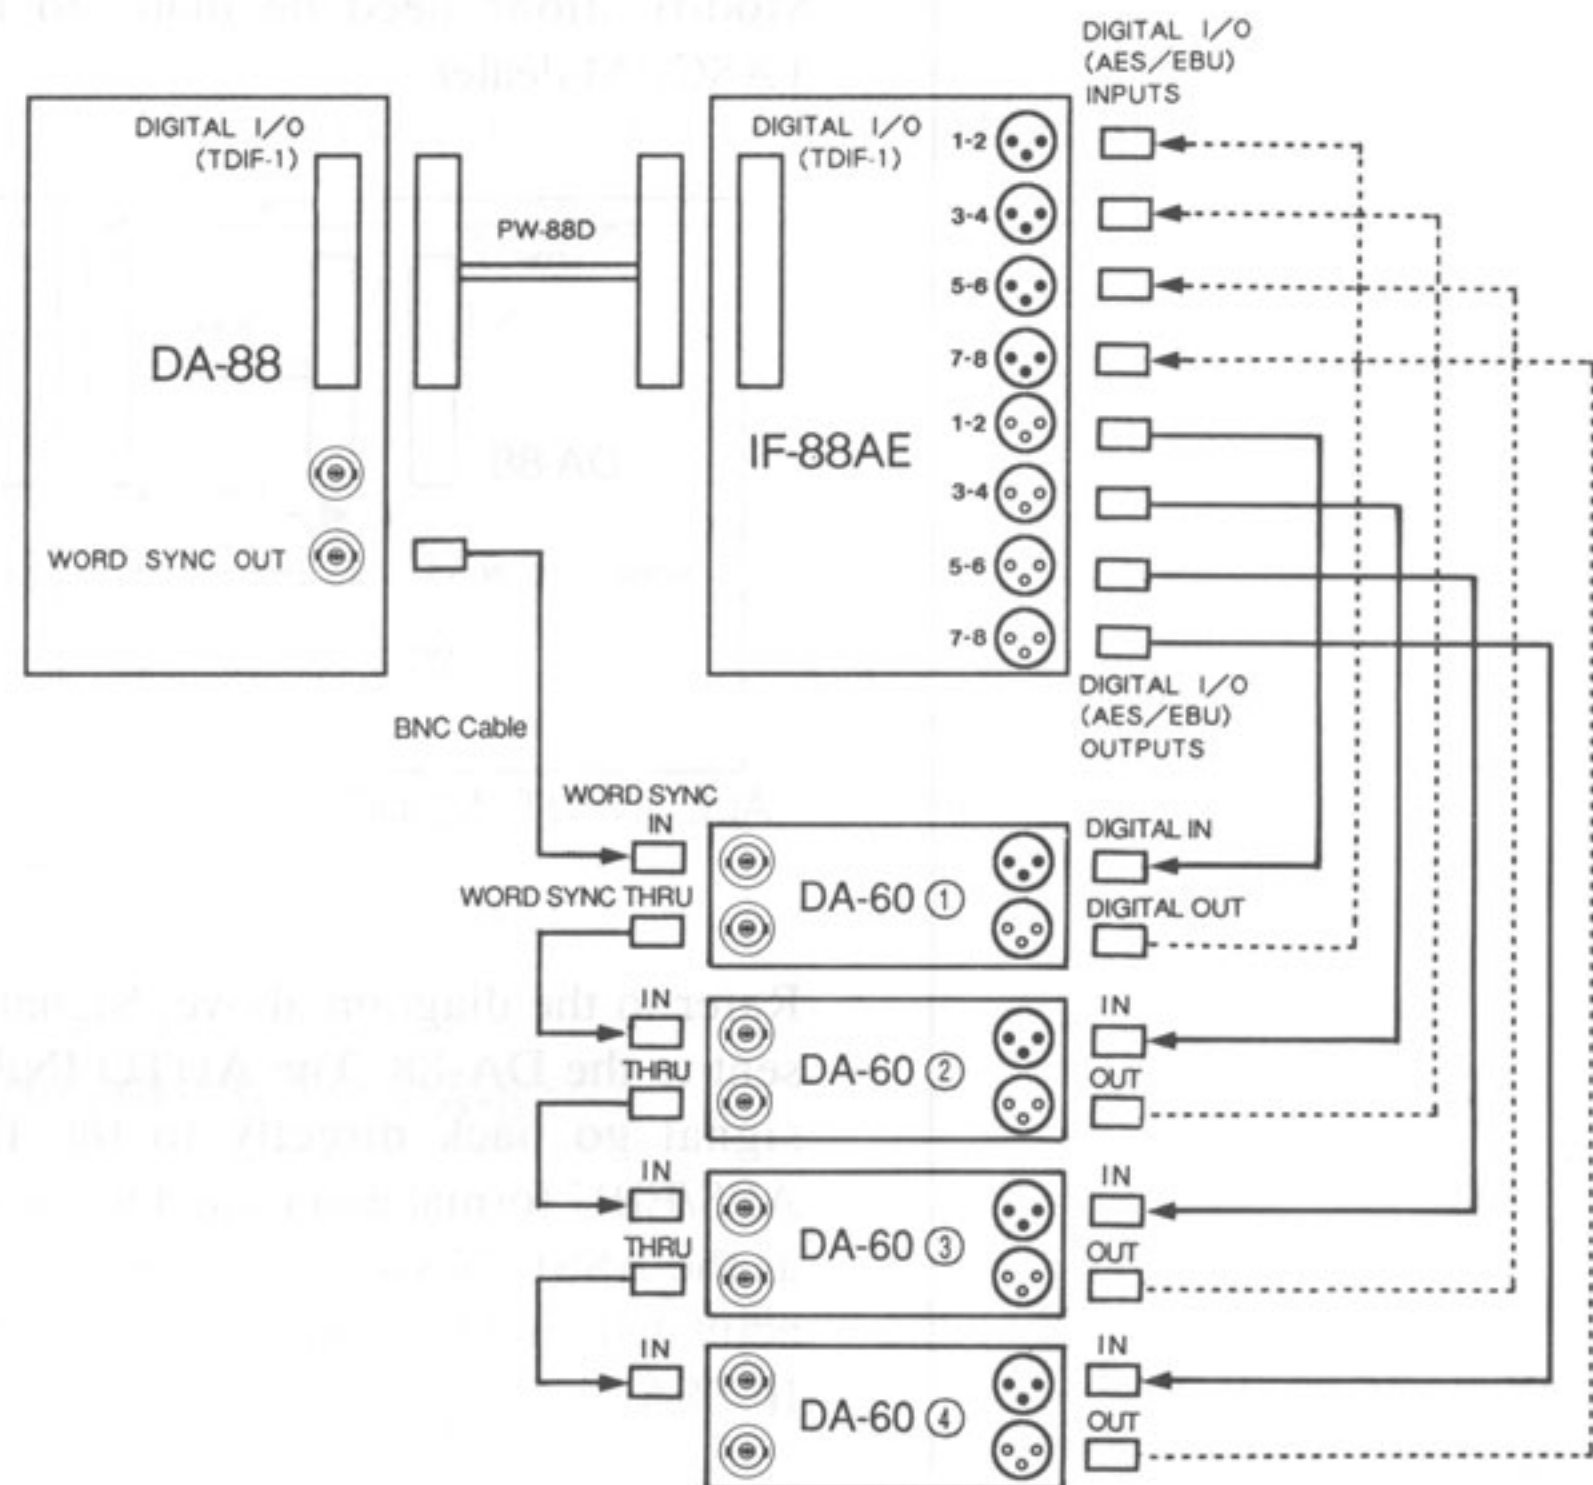 DIGITAL I/O
(AES/EBU)
INPUTS
DIGITAL I/O
(TDIF-1)
DIGITAL I/O
(TDIF-1)
1-2
3-4
PW-88D
5-6
DA-88
7-8
1-2
IF-88AE
3-4
WORD SYNC OUT
5-6
7-8
DIGITAL I/O
(AES/EBU)
OUTPUTS
BNC Cable
WORD SYNC
IN
DIGITAL IN
WORD SYNC THRU
DA-60 ①
DIGITAL OUT
IN
IN
THRU
DA-60 ②
OUT
IN
IN
THRU
DA-60 ③
OUT
IN
IN
DA-60 ④
OUT